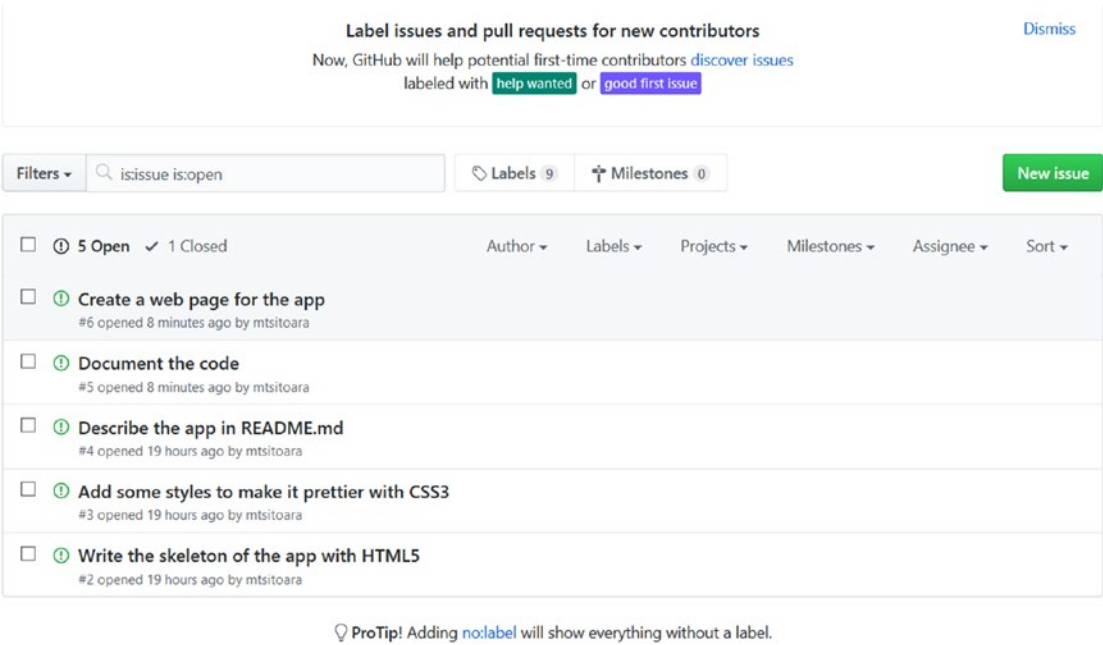 Label issues and pull requests for new contributors
Dismiss
Now, GitHub will help potential first-time contributors discover issues
labeled with help wanted or good first issue
Filters is:issue is:open Labels 9 Milestones 0 New issue
5 Open 1 Closed Author Labels Projects Milestones Assignee Sort
Create a web page for the app
#6 opened 8 minutes ago by mtsitoara
Document the code
#5 opened 8 minutes ago by mtsitoara
Describe the app in README.md
#4 opened 19 hours ago by mtsitoara
Add some styles to make it prettier with CSS3
#3 opened 19 hours ago by mtsitoara
Write the skeleton of the app with HTML5
#2 opened 19 hours ago by mtsitoara
ProTip! Adding no:label will show everything without a label.